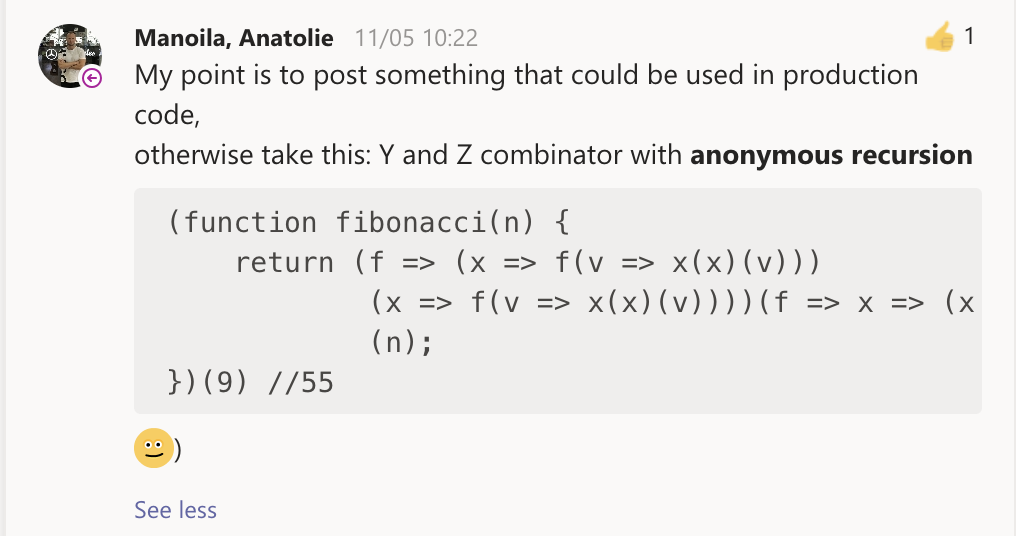 Manoila, Anatolie 11/05 10:22 1
My point is to post something that could be used in production
code,
otherwise take this: Y and Z combinator with anonymous recursion
(function fibonacci(n) {
    return (f => (x => f(v => x(x)(v)))
            (x => f(v => x(x)(v))))(f => x => (x
            (n);
})(9) //55
)
See less